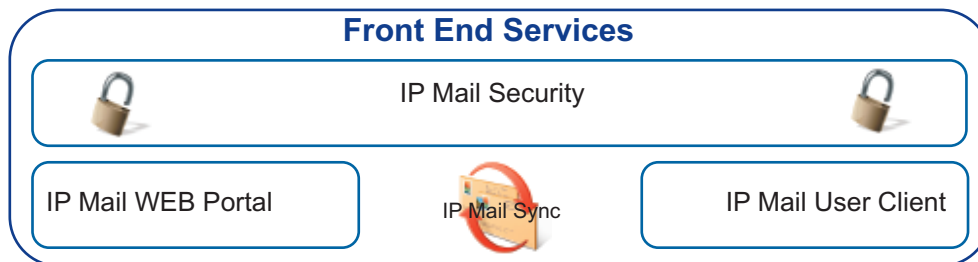 Front End Services
IP Mail Security
IP Mail WEB Portal
IP Mail Sync
IP Mail User Client